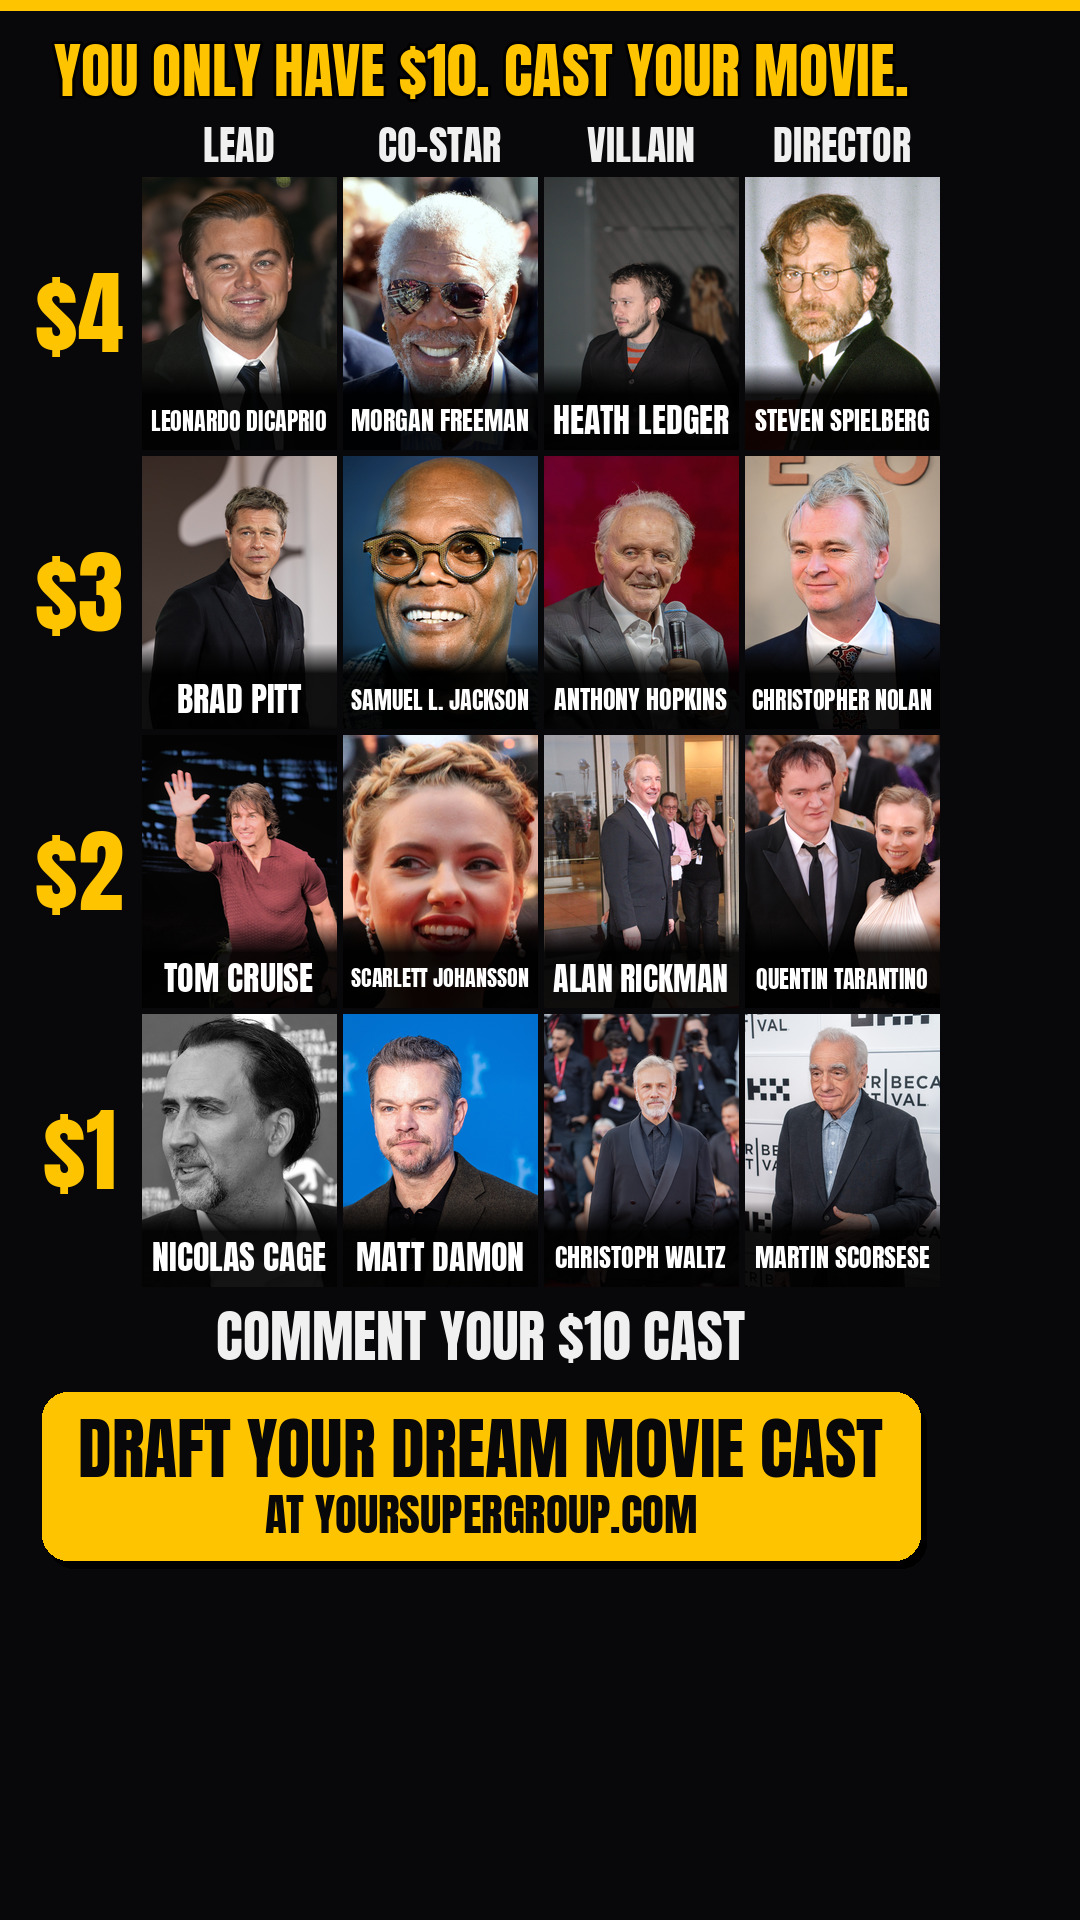 YOU ONLY HAVE $10. CAST YOUR MOVIE.
LEAD CO-STAR VILLAIN DIRECTOR
$4
LEONARDO DICAPRIO MORGAN FREEMAN HEATH LEDGER STEVEN SPIELBERG
E O
$3
BRAD PITT SAMUEL L. JACKSON ANTHONY HOPKINS CHRISTOPHER NOLAN
$2
TOM CRUISE SCARLETT JOHANSSON ALAN RICKMAN QUENTIN TARANTINO
TIVAL
TRIBECA
TIVAL
$1
NICOLAS CAGE MATT DAMON CHRISTOPH WALTZ MARTIN SCORSESE
COMMENT YOUR $10 CAST
DRAFT YOUR DREAM MOVIE CAST
AT YOURSUPERGROUP.COM